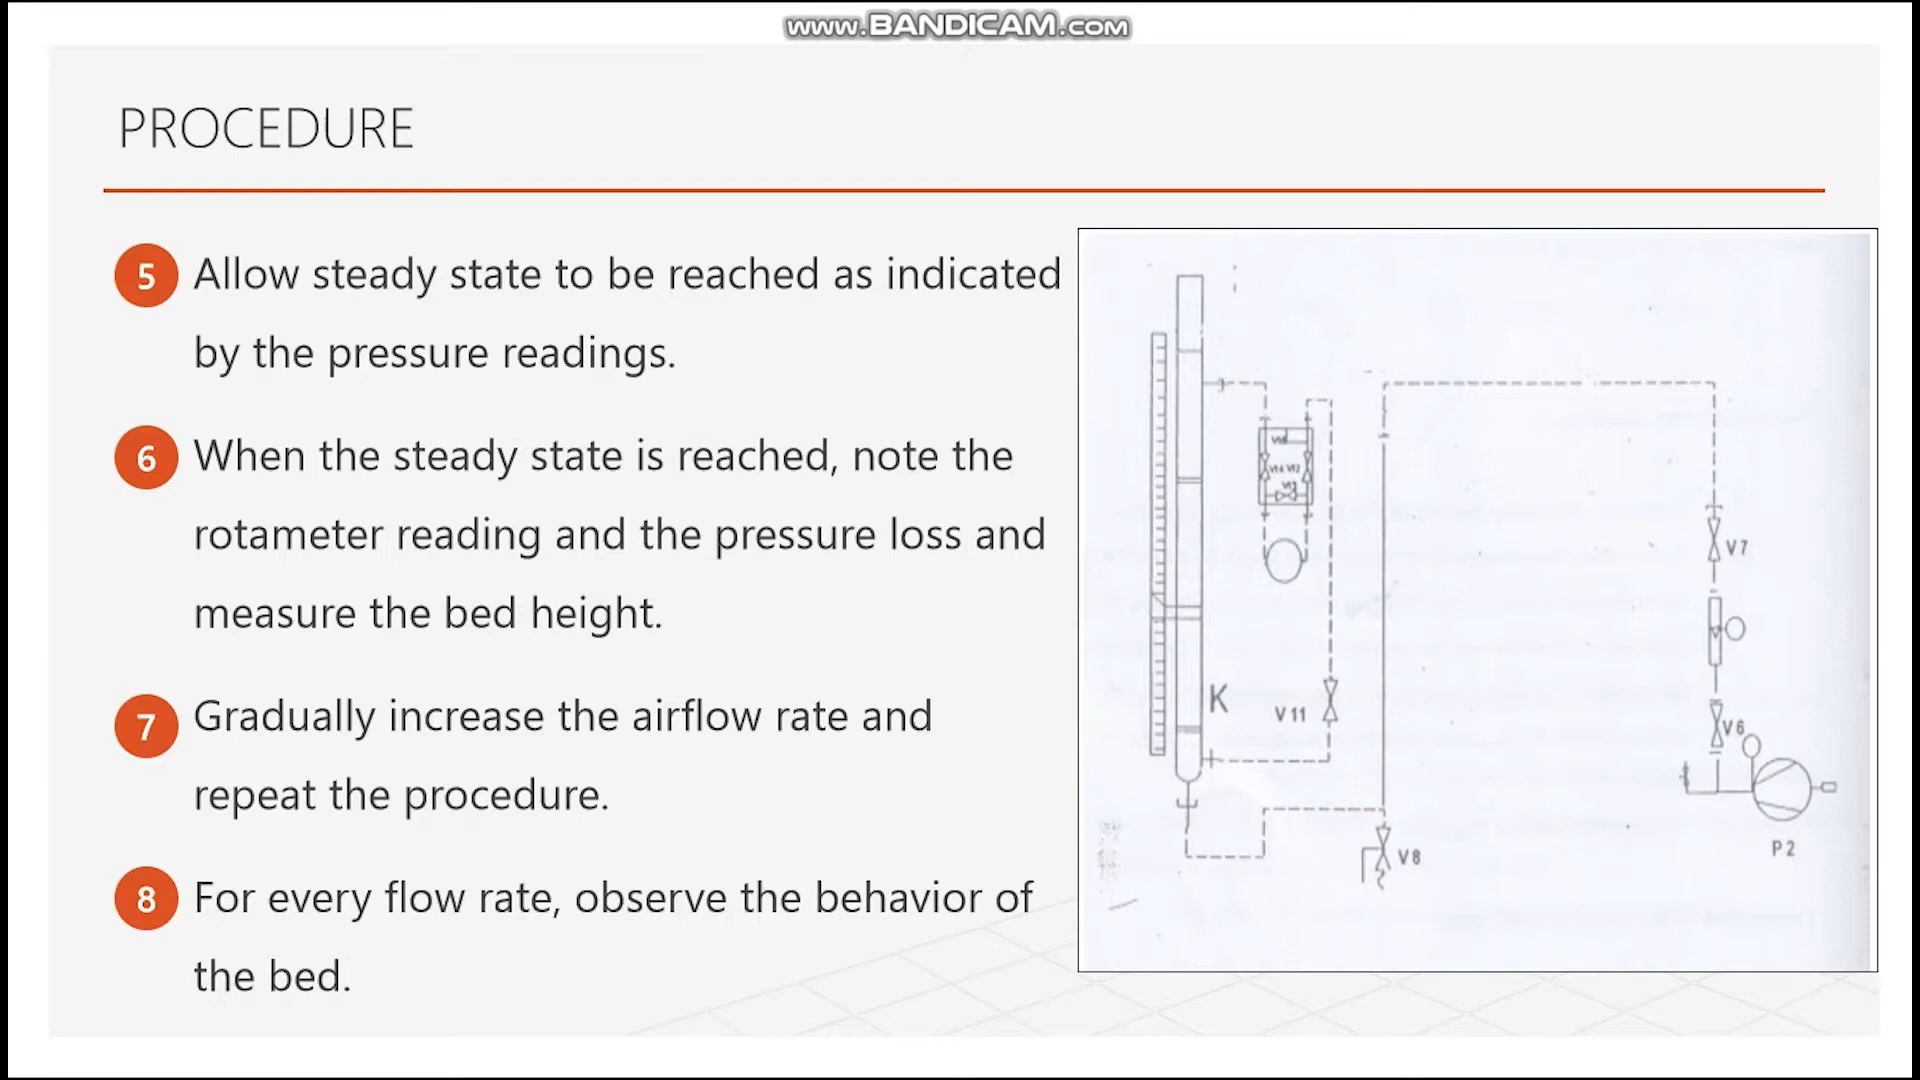 www.BANDICAM.com
PROCEDURE
5 Allow steady state to be reached as indicated
by the pressure readings.
6 When the steady state is reached, note the
rotameter reading and the pressure loss and
measure the bed height.
7 Gradually increase the airflow rate and
repeat the procedure.
8 For every flow rate, observe the behavior of
the bed.
V14 V12
V13
V7
K
V11
V6
V8
P2